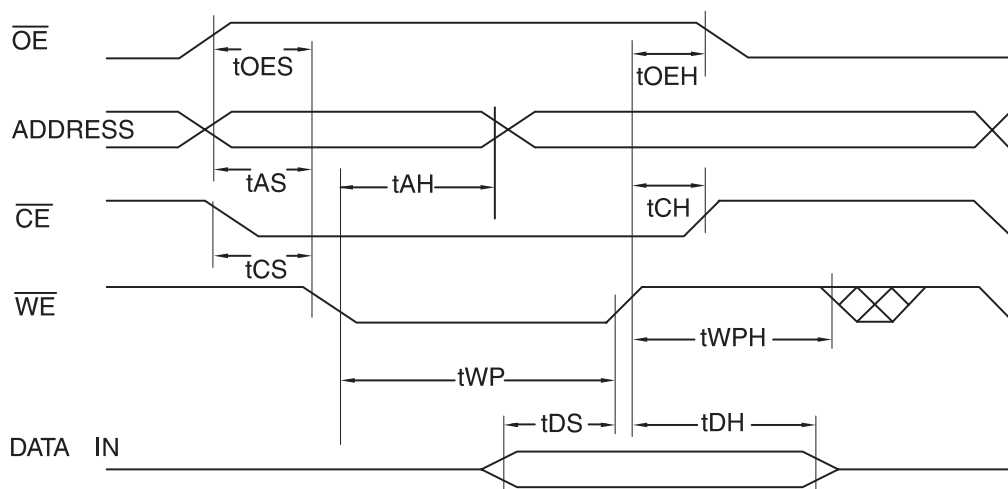 OE
tOES
tOEH
ADDRESS
tAS
tAH
tCH
CE
tCS
WE
tWPH
tWP
tDS
tDH
DATA IN